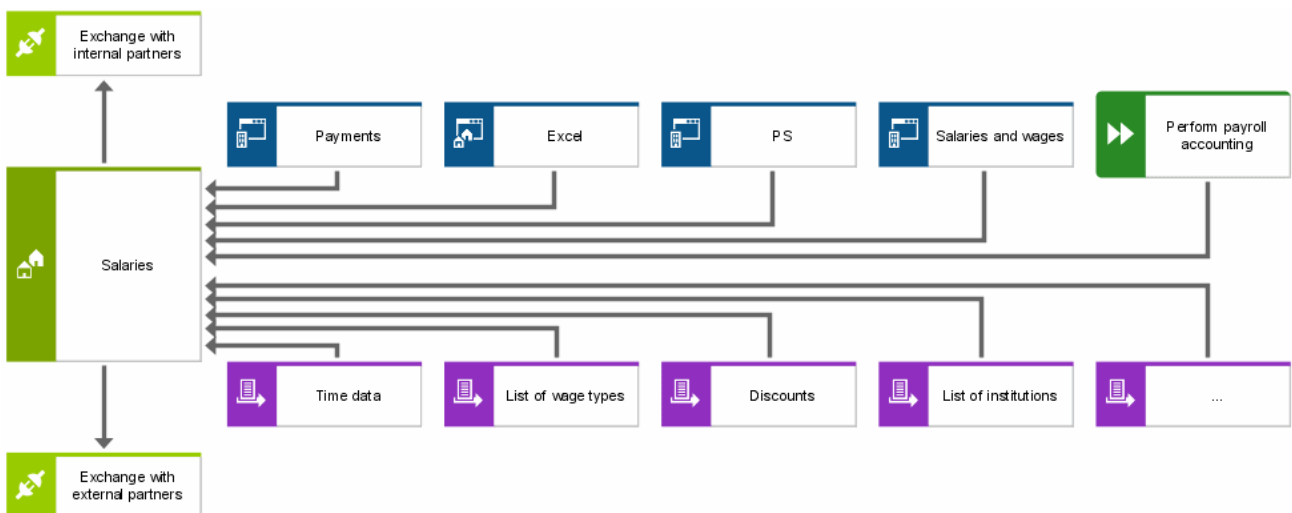 Exchange with
internal partners
Payments
Excel
PS
Salaries and wages
Perform payroll
accounting
Salaries
Time data
List of wage types
Discounts
List of institutions
...
Exchange with
external partners